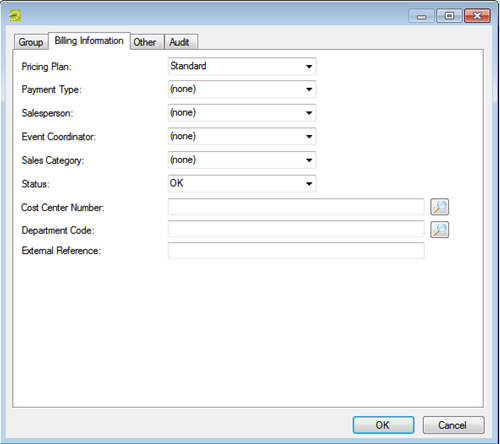 Group Billing Information Other Audit
Pricing Plan: Standard
Payment Type: (none)
Salesperson: (none)
Event Coordinator: (none)
Sales Category: (none)
Status: OK
Cost Center Number:
Department Code:
External Reference:
OK Cancel